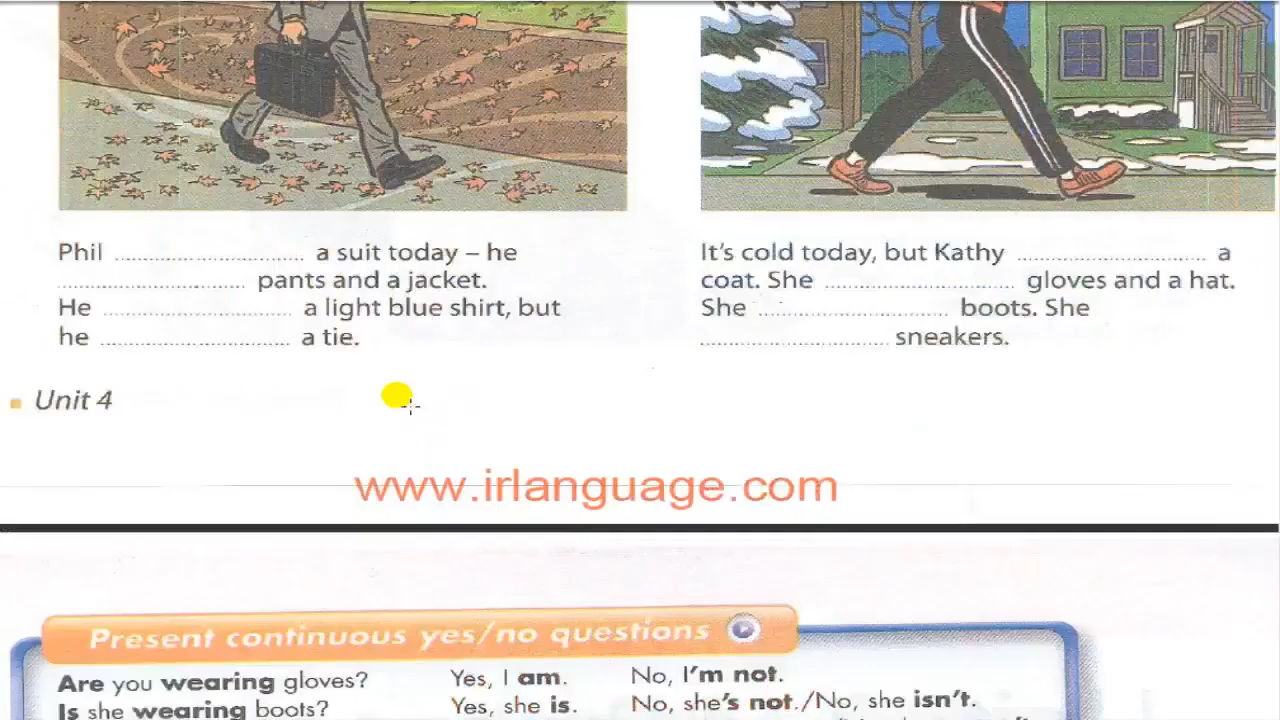 Phil ............................ a suit today – he
............................ pants and a jacket.
He ............................ a light blue shirt, but
he ............................ a tie.
It's cold today, but Kathy ............................ a
coat. She ............................ gloves and a hat.
She ............................ boots. She
............................ sneakers.
Unit 4
www.irlanguage.com
Present continuous yes/no questions
Are you wearing gloves? Yes, I am. No, I'm not.
Is she wearing boots? Yes, she is. No, she's not./No, she isn't.